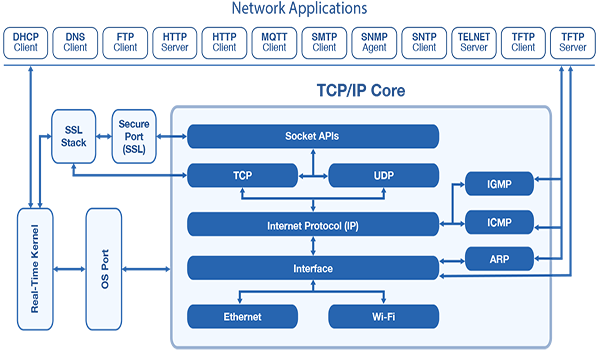 Network Applications
DHCP
Client
DNS
Client
FTP
Client
HTTP
Server
HTTP
Client
MQTT
Client
SMTP
Client
SNMP
Agent
SNTP
Client
TELNET
Server
TFTP
Client
TFTP
Server
TCP/IP Core
SSL
Stack
Secure
Port
(SSL)
Socket APIs
TCP
UDP
IGMP
Internet Protocol (IP)
ICMP
Real-Time Kernel
OS Port
Interface
ARP
Ethernet
Wi-Fi